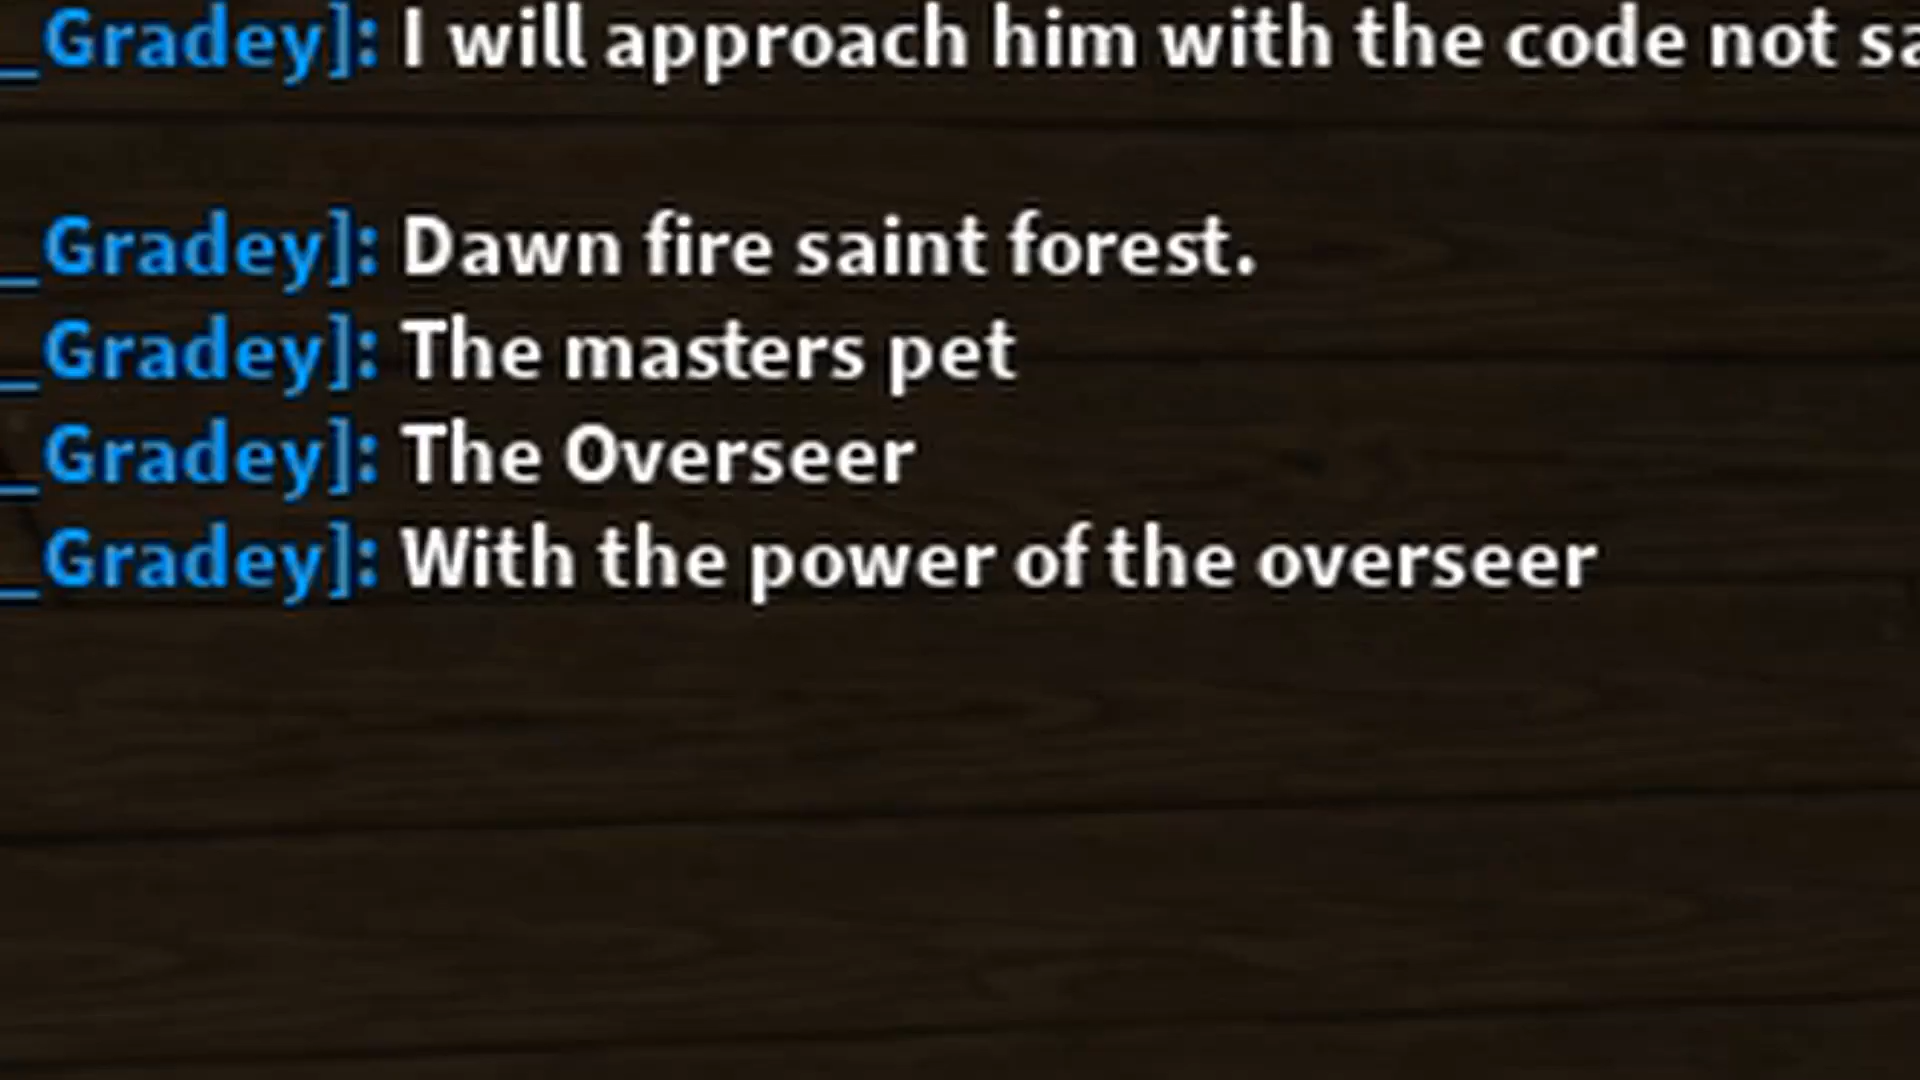 _Gradey]: I will approach him with the code not
_Gradey]: Dawn fire saint forest.
_Gradey]: The masters pet
_Gradey]: The Overseer
_Gradey]: With the power of the overseer